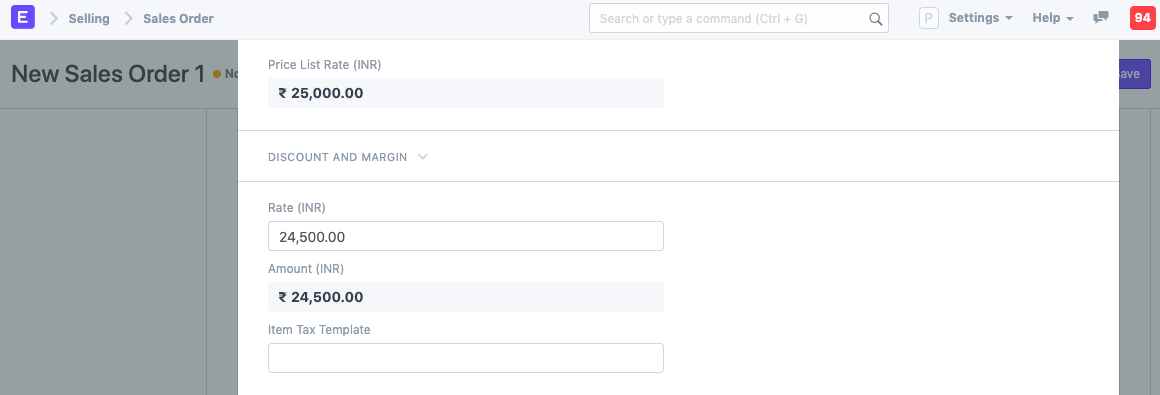 E Selling Sales Order Search or type a command (Ctrl + G) P Settings Help 94
New Sales Order 1
Price List Rate (INR)
₹ 25,000.00
DISCOUNT AND MARGIN
Rate (INR)
24,500.00
Amount (INR)
₹ 24,500.00
Item Tax Template